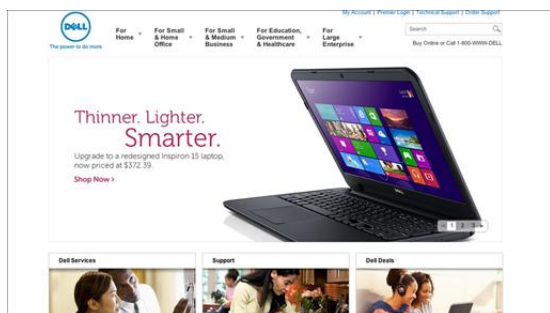 My Account | Premier Login | Technical Support | Order Support
DELL
The power to do more
For Home
For Small & Home Office
For Small & Medium Business
For Education, Government & Healthcare
For Large Enterprise
Search
Buy Online or Call 1-800-WWW-DELL
Thinner. Lighter.
Smarter.
Upgrade to a redesigned Inspiron 15 laptop,
now priced at $372.39.
Shop Now >
1 2 3
Dell Services
Support
Dell Deals